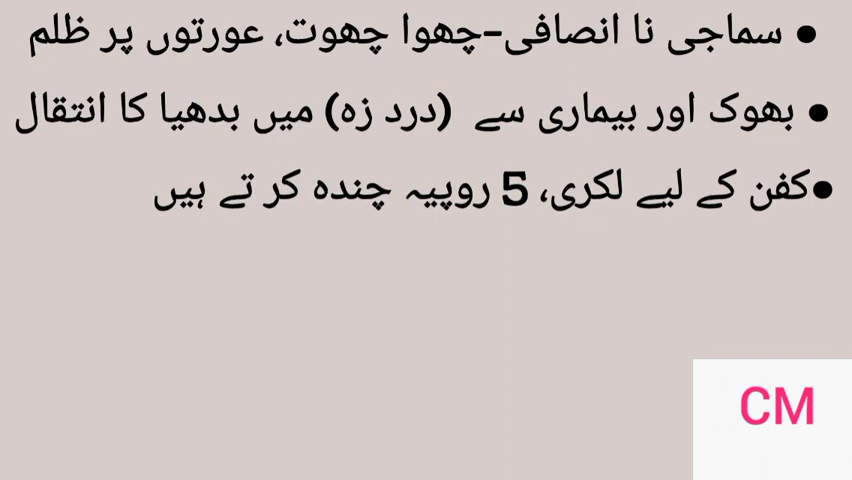 • سماجی نا انصافی-چھوا چھوت، عورتوں پر ظلم
• بھوک اور بیماری سے (درد زہ) میں بدھیا کا انتقال
•کفن کے لیے لکری، 5 روپیہ چندہ کر تے ہیں
CM